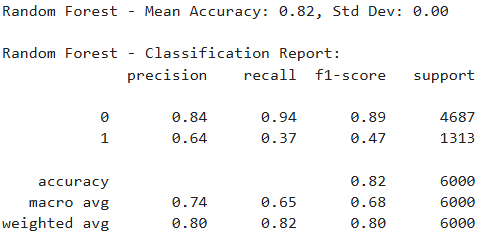 Random Forest - Mean Accuracy: 0.82, Std Dev: 0.00
Random Forest - Classification Report:
precision recall f1-score support
0 0.84 0.94 0.89 4687
1 0.64 0.37 0.47 1313
accuracy 0.82 6000
macro avg 0.74 0.65 0.68 6000
weighted avg 0.80 0.82 0.80 6000